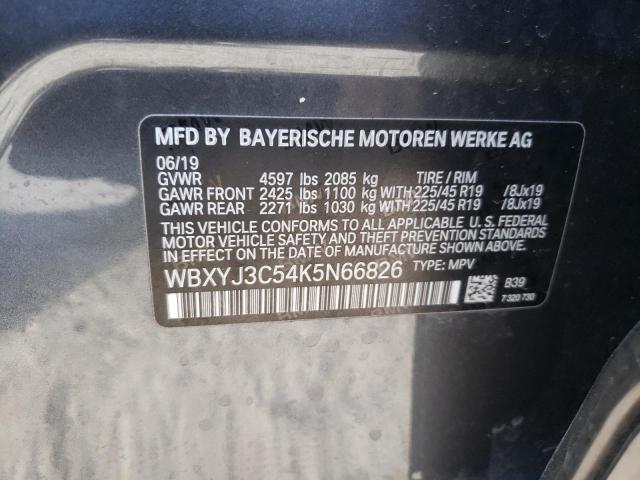 MFD BY BAYERISCHE MOTOREN WERKE AG
06/19
GVWR 4597 lbs 2085 kg TIRE / RIM
GAWR FRONT 2425 lbs 1100 kg WITH 225/45 R19 /8Jx19
GAWR REAR 2271 lbs 1030 kg WITH 225/45 R19 /8Jx19
THIS VEHICLE CONFORMS TO ALL APPLICABLE U. S. FEDERAL
MOTOR VEHICLE SAFETY AND THEFT PREVENTION STANDARDS
IN EFFECT ON THE DATE OF MANUFACTURE SHOWN ABOVE.
WBXYJ3C54K5N66826 TYPE: MPV
B39
7 320 730